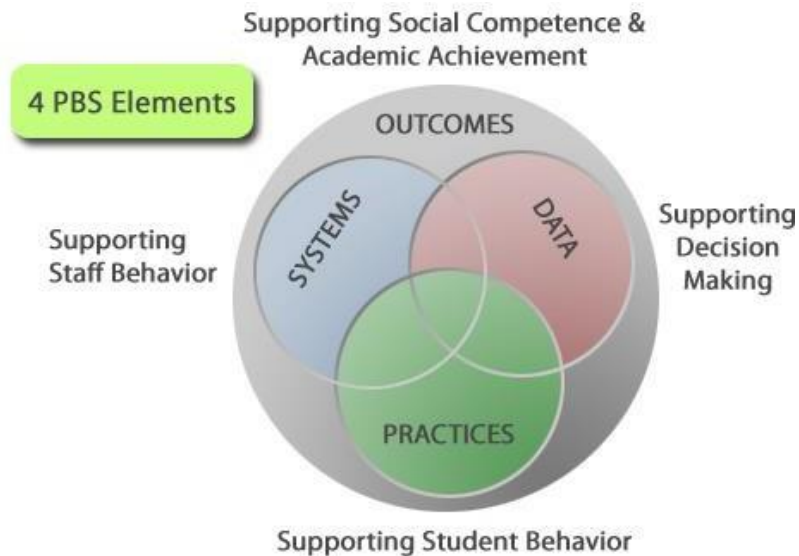 Supporting Social Competence &
Academic Achievement
4 PBS Elements
OUTCOMES
SYSTEMS
DATA
Supporting
Staff Behavior
Supporting
Decision
Making
PRACTICES
Supporting Student Behavior